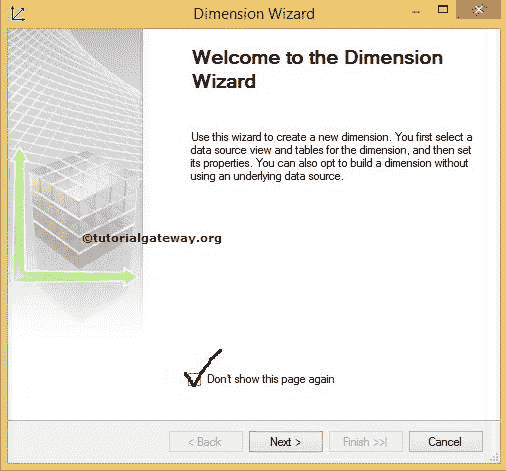 Dimension Wizard
Welcome to the Dimension
Wizard
Use this wizard to create a new dimension. You first select a
data source view and tables for the dimension, and then set
its properties. You can also opt to build a dimension without
using an underlying data source.
©tutorialgateway.org
Don't show this page again
< Back Next > Finish >>| Cancel